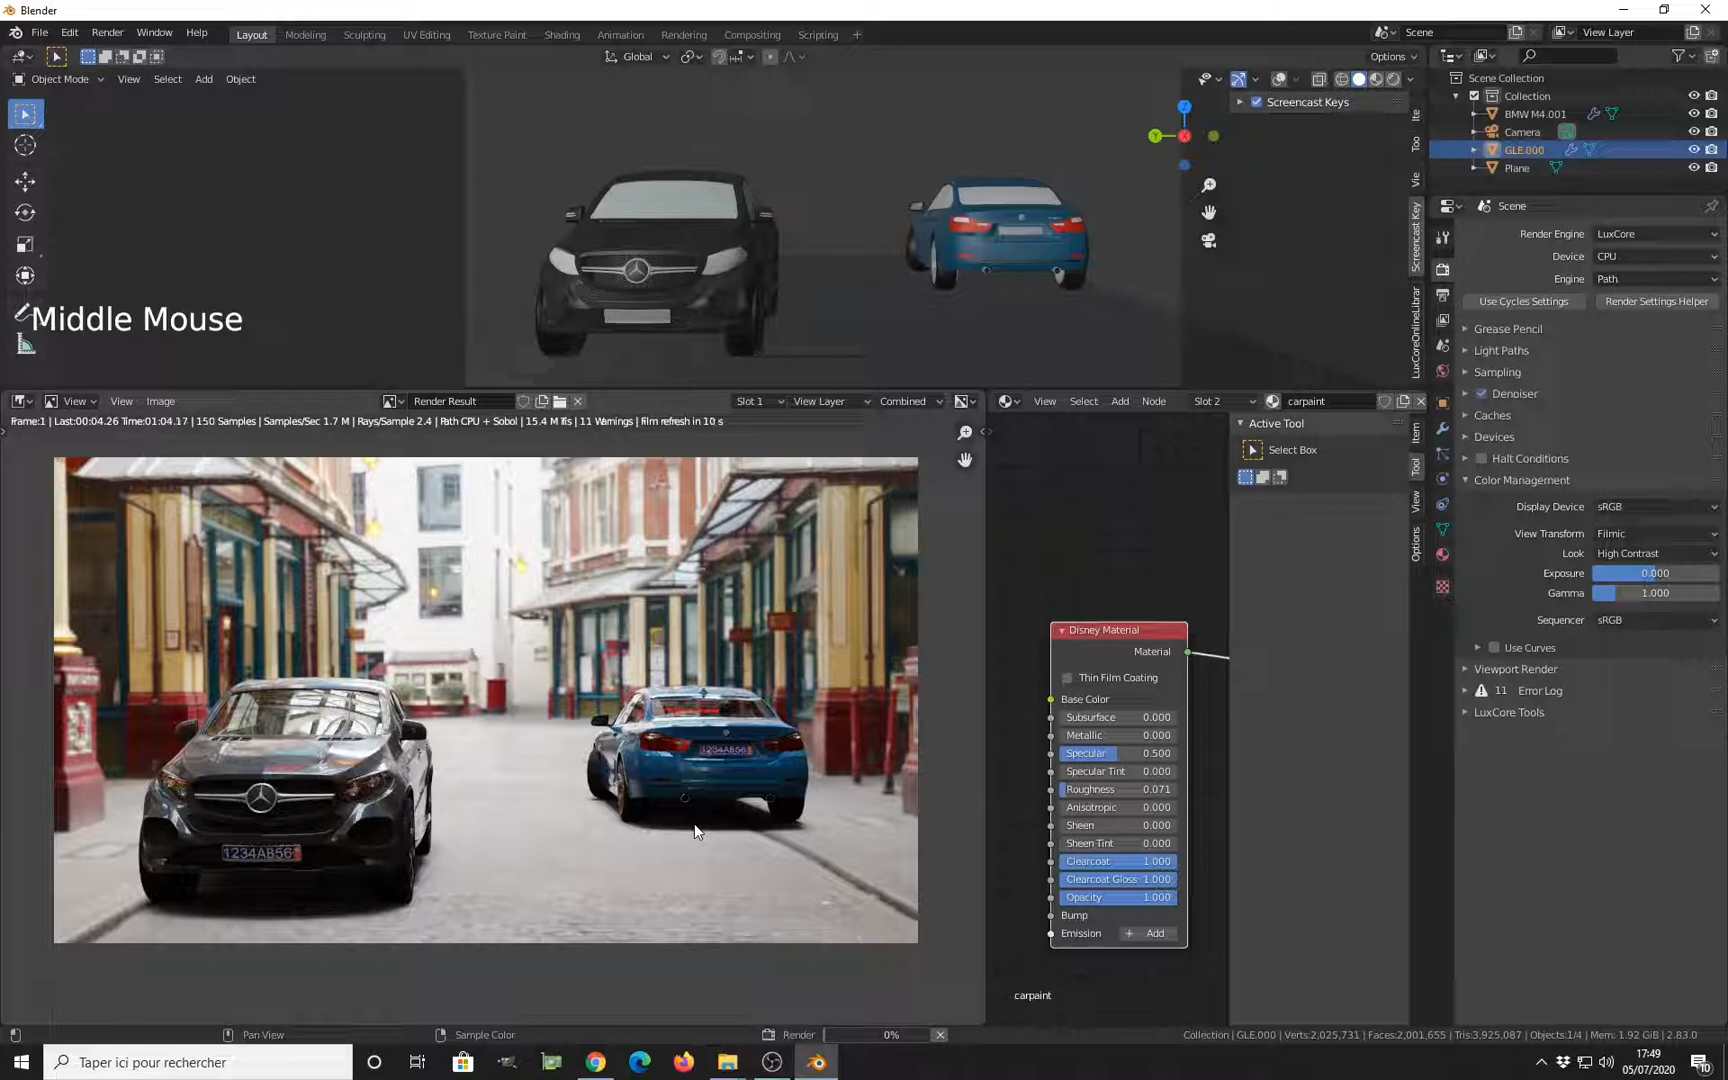 Blender
File Edit Render Window Help Layout Modeling Sculpting UV Editing Texture Paint Shading Animation Rendering Compositing Scripting + Scene View Layer
Global Options
Object Mode View Select Add Object
Screencast Keys
Scene Collection
Collection
BMW M4.001
Camera
GLE.000
Plane
Z
Y
X
Ite
Too
Vie
Screencast Key
LuxCoreOnlineLibrar
Middle Mouse
Scene
Render Engine LuxCore
Device CPU
Engine Path
Use Cycles Settings Render Settings Helper
Grease Pencil
Light Paths
Sampling
Denoiser
Caches
Devices
Halt Conditions
Color Management
Display Device sRGB
View Transform Filmic
Look High Contrast
Exposure 0.000
Gamma 1.000
Sequencer sRGB
Use Curves
Viewport Render
11 Error Log
LuxCore Tools
View View Image Render Result Slot 1 View Layer Combined
Frame:1 | Last:00:04.26 Time:01:04.17 | 150 Samples | Samples/Sec 1.7 M | Rays/Sample 2.4 | Path CPU + Sobol | 15.4 M Tris | 11 Warnings | Film refresh in 10 s
1234AB56
1234AB56
View Select Add Node Slot 2 carpaint
Active Tool
Select Box
Item
Tool
View
Options
Disney Material
Material
Thin Film Coating
Base Color
Subsurface 0.000
Metallic 0.000
Specular 0.500
Specular Tint 0.000
Roughness 0.071
Anisotropic 0.000
Sheen 0.000
Sheen Tint 0.000
Clearcoat 1.000
Clearcoat Gloss 1.000
Opacity 1.000
Bump
Emission + Add
carpaint
Pan View Sample Color Render 0% Collection | GLE.000 | Verts:2,025,731 | Faces:2,001,655 | Tris:3,925,087 | Objects:1/4 | Mem: 1.92 GiB | 2.83.0
Taper ici pour rechercher
17:49
05/07/2020
10